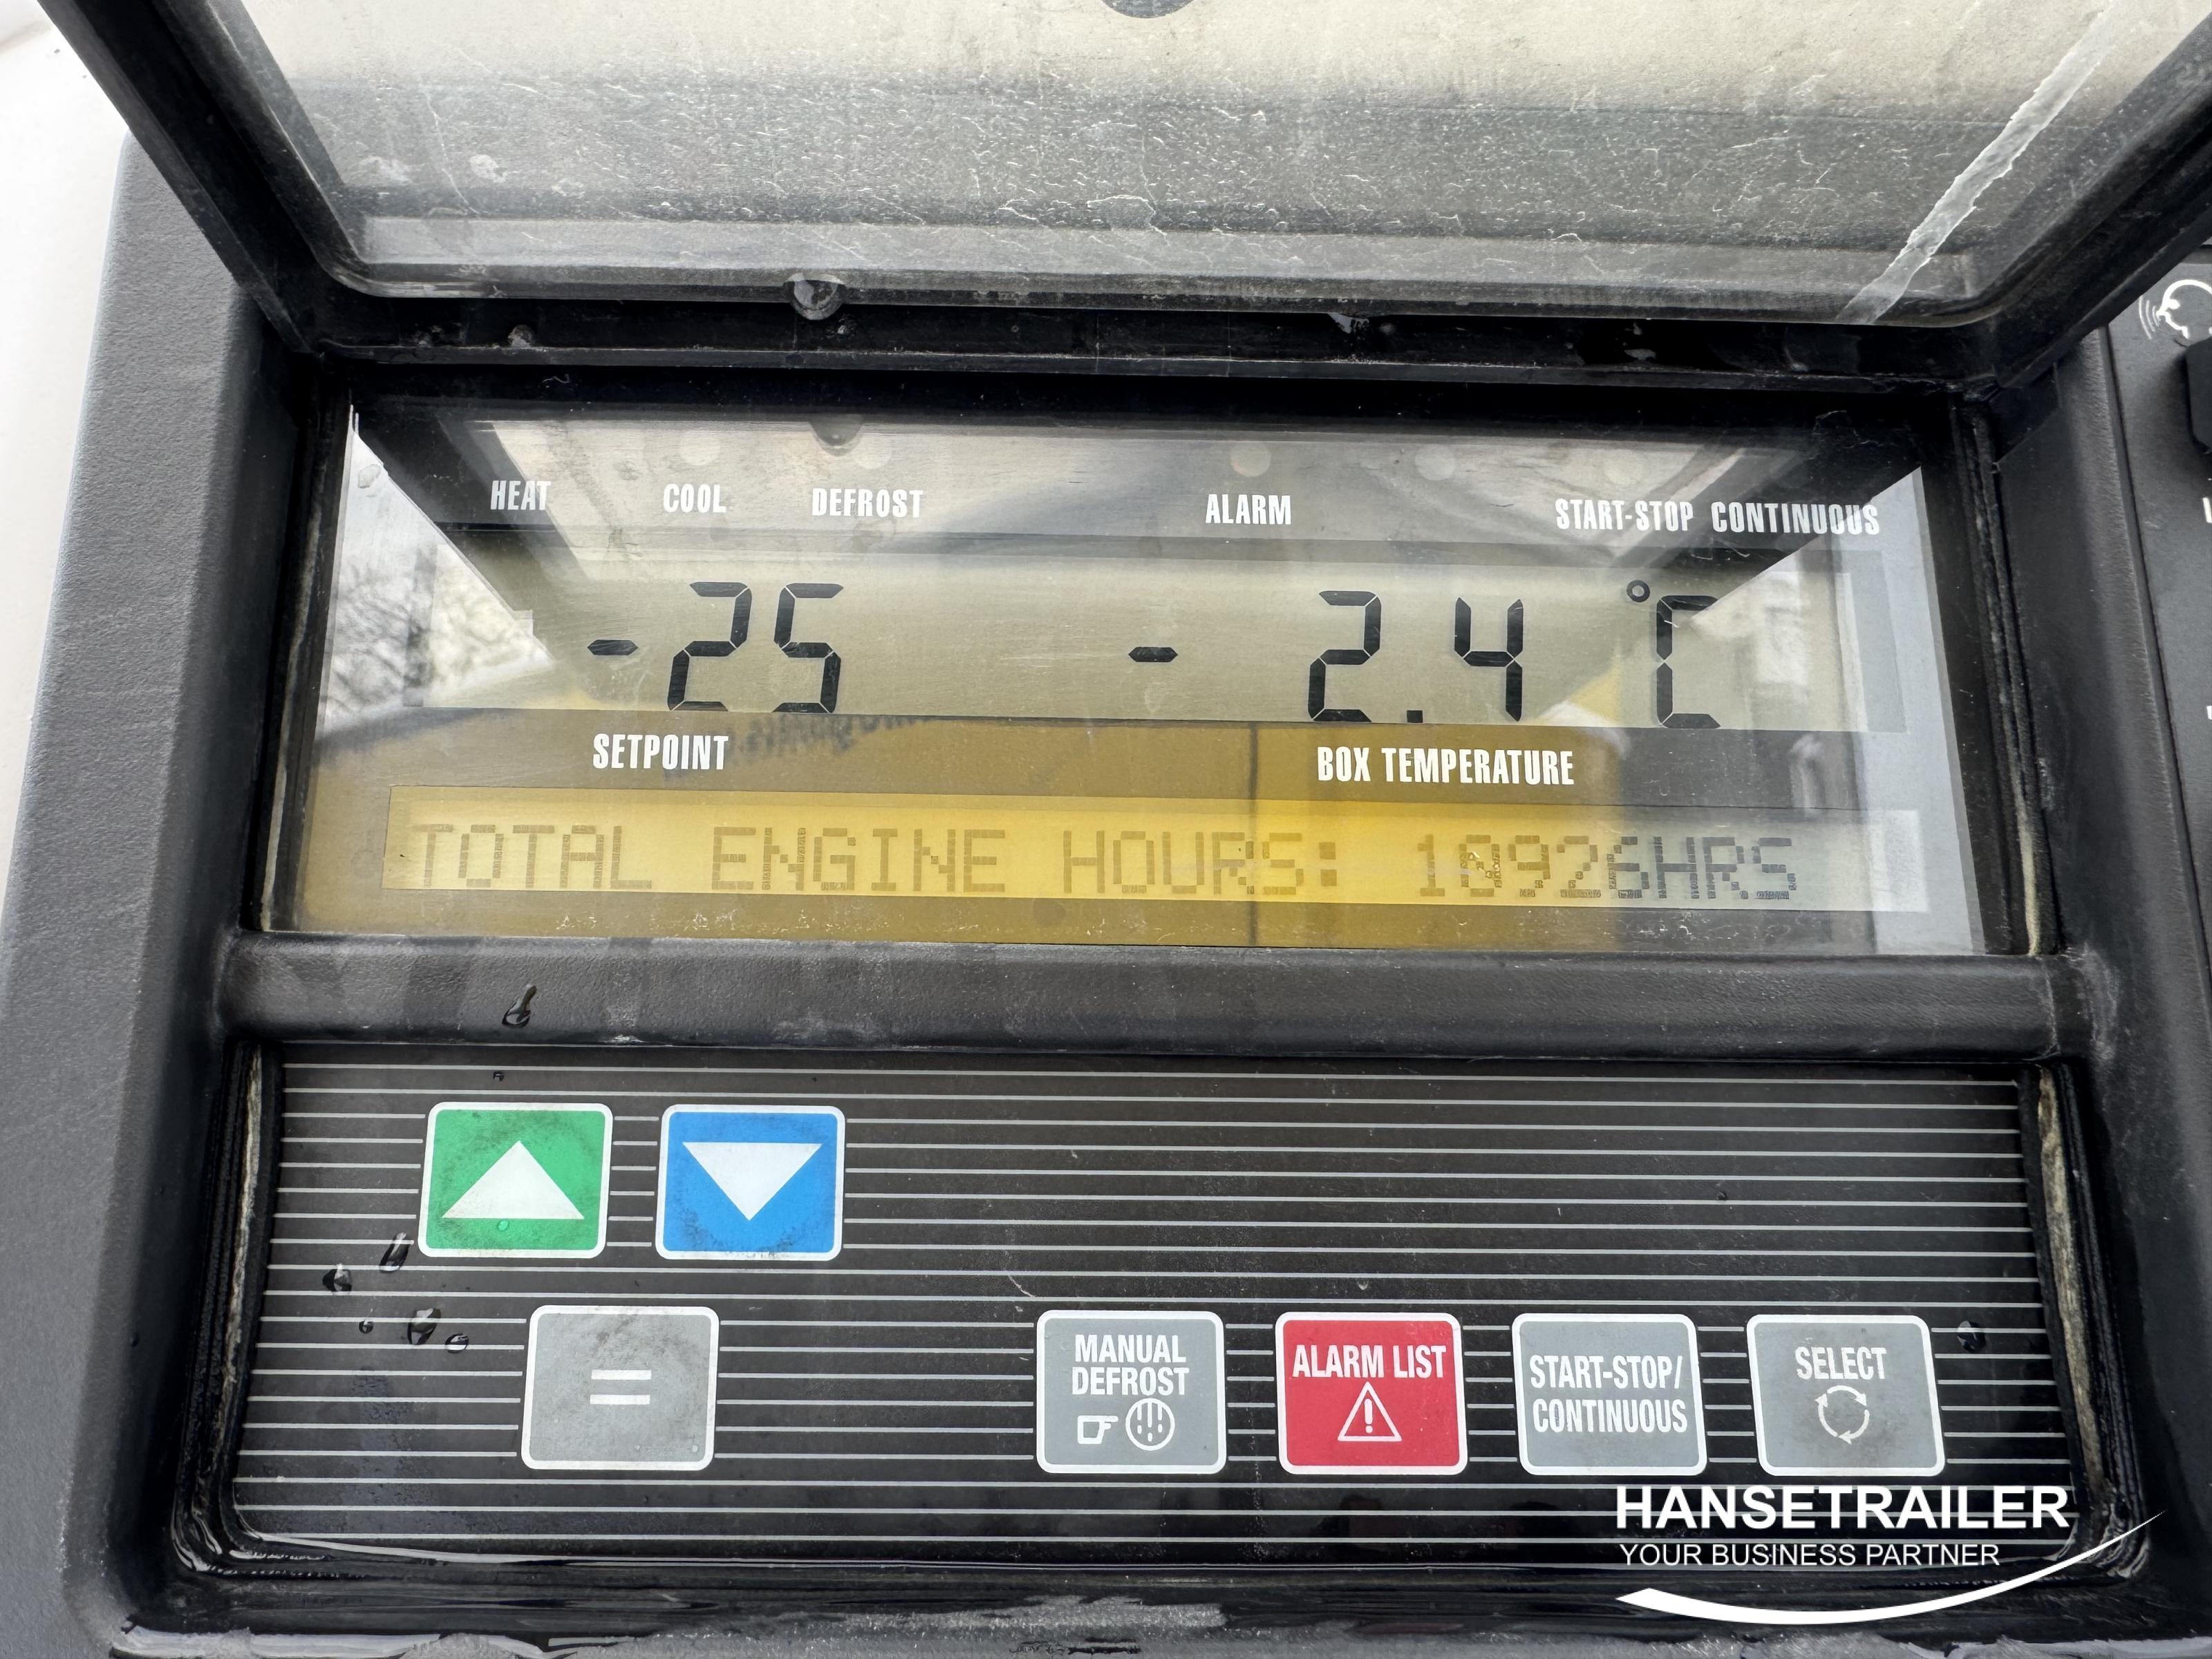 HEAT COOL DEFROST ALARM START-STOP CONTINUOUS
-25 - 2.4 °C
SETPOINT BOX TEMPERATURE
TOTAL ENGINE HOURS: 10926HRS
=
MANUAL DEFROST
ALARM LIST
START-STOP/
CONTINUOUS
SELECT
HANSETRAILER
YOUR BUSINESS PARTNER